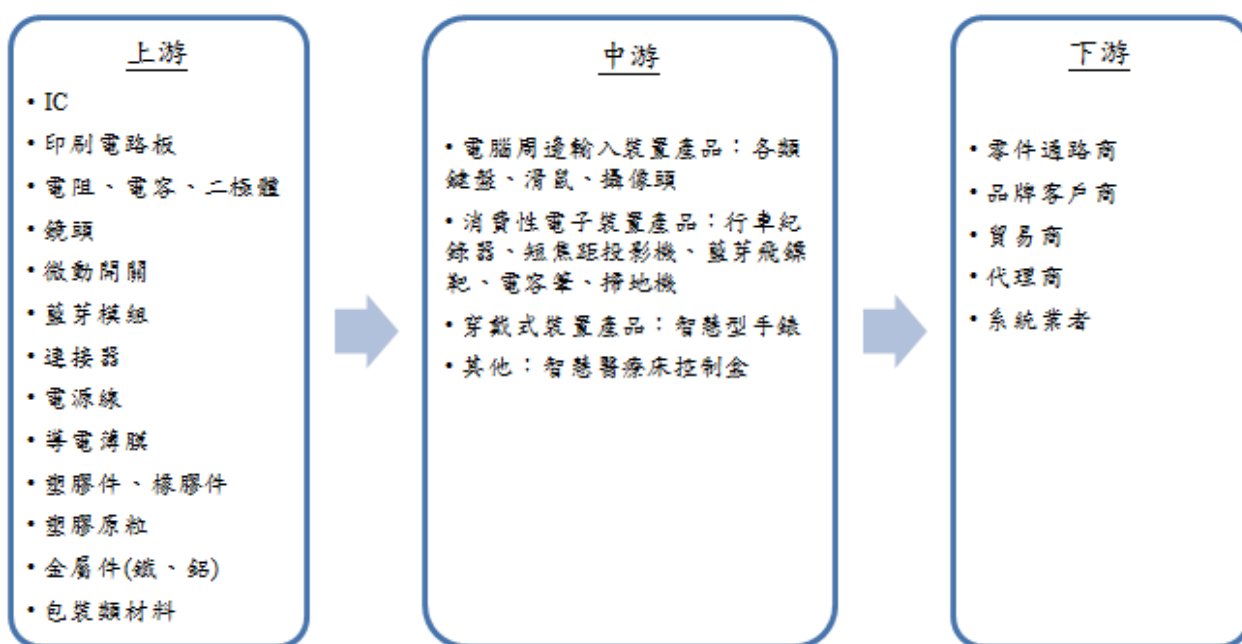 上游
• IC
• 印刷電路板
• 電阻、電容、二極體
• 鏡頭
• 微動開關
• 藍芽模組
• 連接器
• 電源線
• 導電薄膜
• 塑膠件、橡膠件
• 塑膠原粒
• 金屬件(鐵、鋁)
• 包裝類材料
中游
• 電腦周邊輸入裝置產品：各類
鍵盤、滑鼠、攝像頭
• 消費性電子裝置產品：行車紀
錄器、短焦距投影機、藍芽飛鏢
靶、電容筆、掃地機
• 穿戴式裝置產品：智慧型手錶
• 其他：智慧醫療床控制盒
下游
• 零件通路商
• 品牌客戶商
• 貿易商
• 代理商
• 系統業者